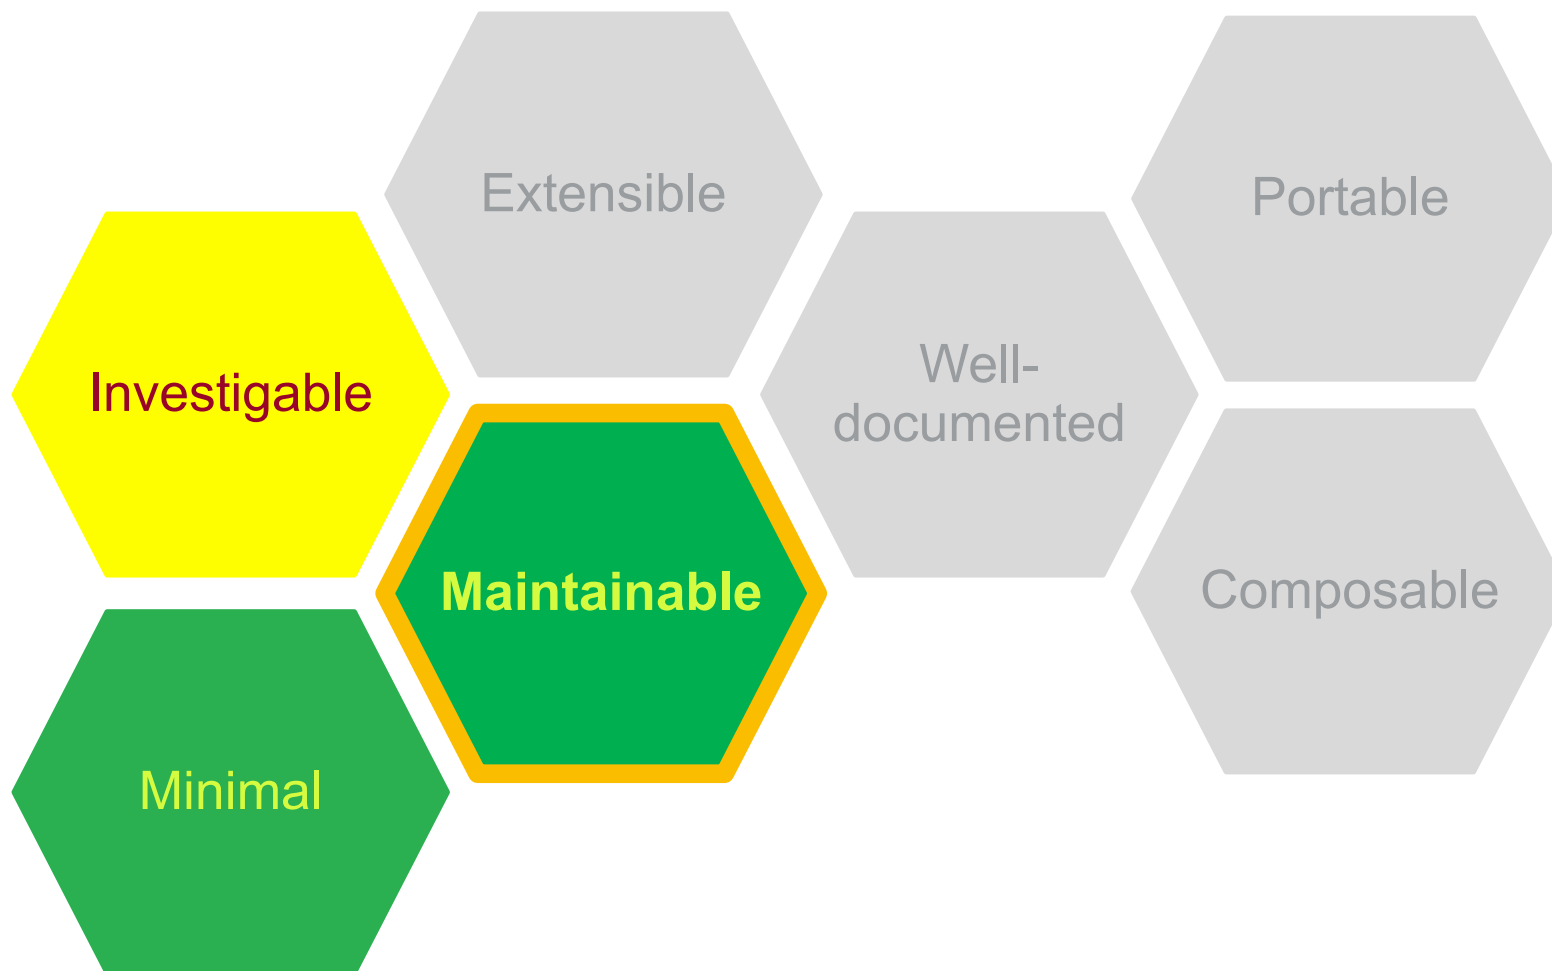 Extensible
Portable
Investigable
Well-
documented
Maintainable
Composable
Minimal